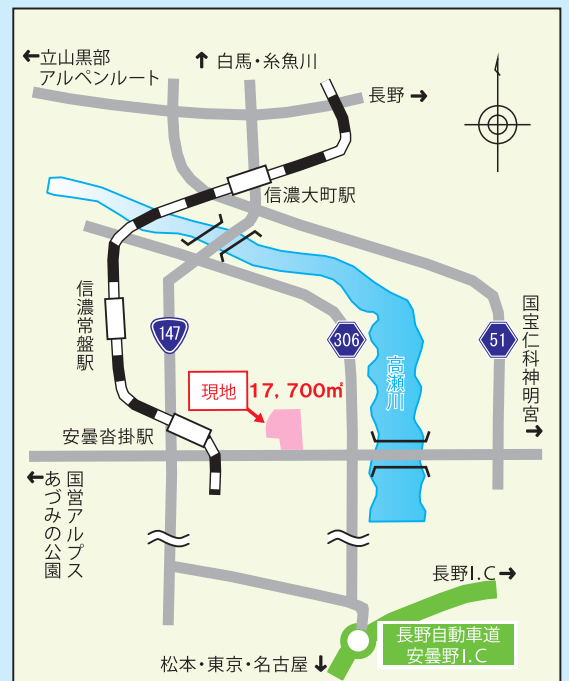 ←立山黒部
アルペンルート
↑ 白馬・糸魚川
長野 →
信濃大町駅
信濃常盤駅
147
306
51
国宝仁科神明宮
→
高瀬川
現地
17,700㎡
安曇沓掛駅
←
国営アルプス
あづみの公園
長野I.C→
長野自動車道
安曇野I.C
松本・東京・名古屋 ↓